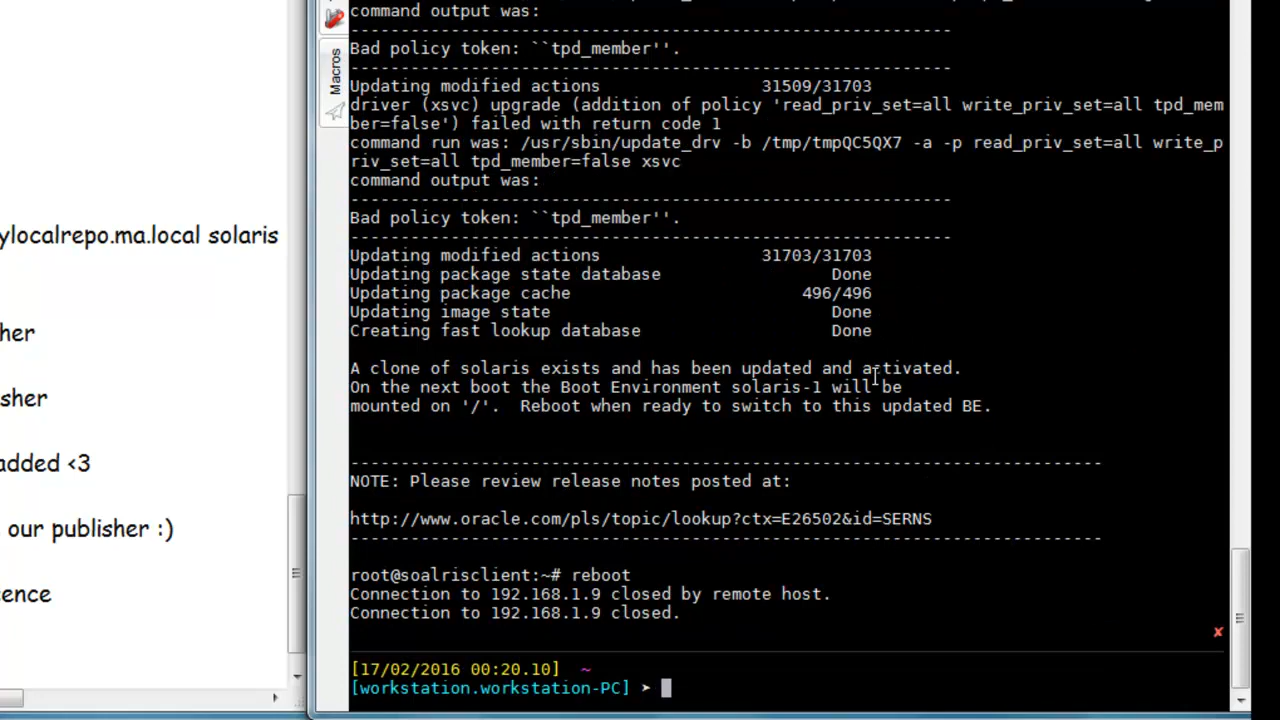 command output was:
--------------------------------------------------
Bad policy token: ``tpd_member''.
--------------------------------------------------
Updating modified actions 31509/31703
driver (xsvc) upgrade (addition of policy 'read_priv_set=all write_priv_set=all tpd_mem
ber=false') failed with return code 1
command run was: /usr/sbin/update_drv -b /tmp/tmpQC5QX7 -a -p read_priv_set=all write_p
riv_set=all tpd_member=false xsvc
command output was:
--------------------------------------------------
Bad policy token: ``tpd_member''.
--------------------------------------------------
Updating modified actions 31703/31703
Updating package state database Done
Updating package cache 496/496
Updating image state Done
Creating fast lookup database Done
A clone of solaris exists and has been updated and activated.
On the next boot the Boot Environment solaris-1 will be
mounted on '/'. Reboot when ready to switch to this updated BE.
---------------------------------------------------------------------------
NOTE: Please review release notes posted at:
http://www.oracle.com/pls/topic/lookup?ctx=E26502&id=SERNS
---------------------------------------------------------------------------
root@soalrisclient:~# reboot
Connection to 192.168.1.9 closed by remote host.
Connection to 192.168.1.9 closed.
[17/02/2016 00:20.10] ~
[workstation.workstation-PC] ➤
Macros
ylocalrepo.ma.local solaris
her
sher
added <3
our publisher :)
cence